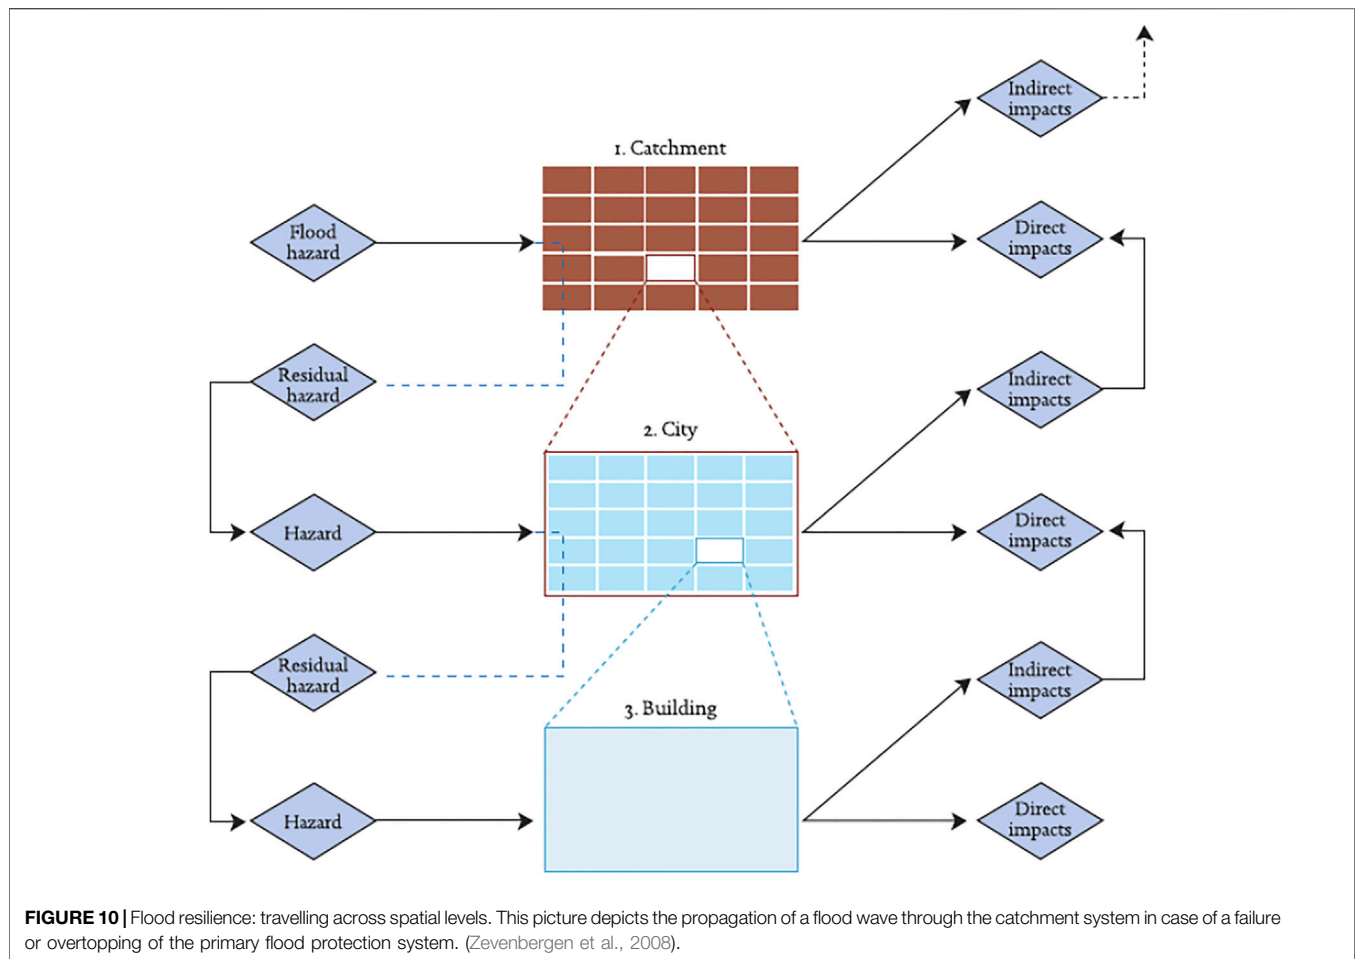 Indirect
impacts
1. Catchment
Flood
hazard
Direct
impacts
Residual
hazard
Indirect
impacts
2. City
Hazard
Direct
impacts
Residual
hazard
Indirect
impacts
3. Building
Hazard
Direct
impacts
FIGURE 10 | Flood resilience: travelling across spatial levels. This picture depicts the propagation of a flood wave through the catchment system in case of a failure
or overtopping of the primary flood protection system. (Zevenbergen et al., 2008).